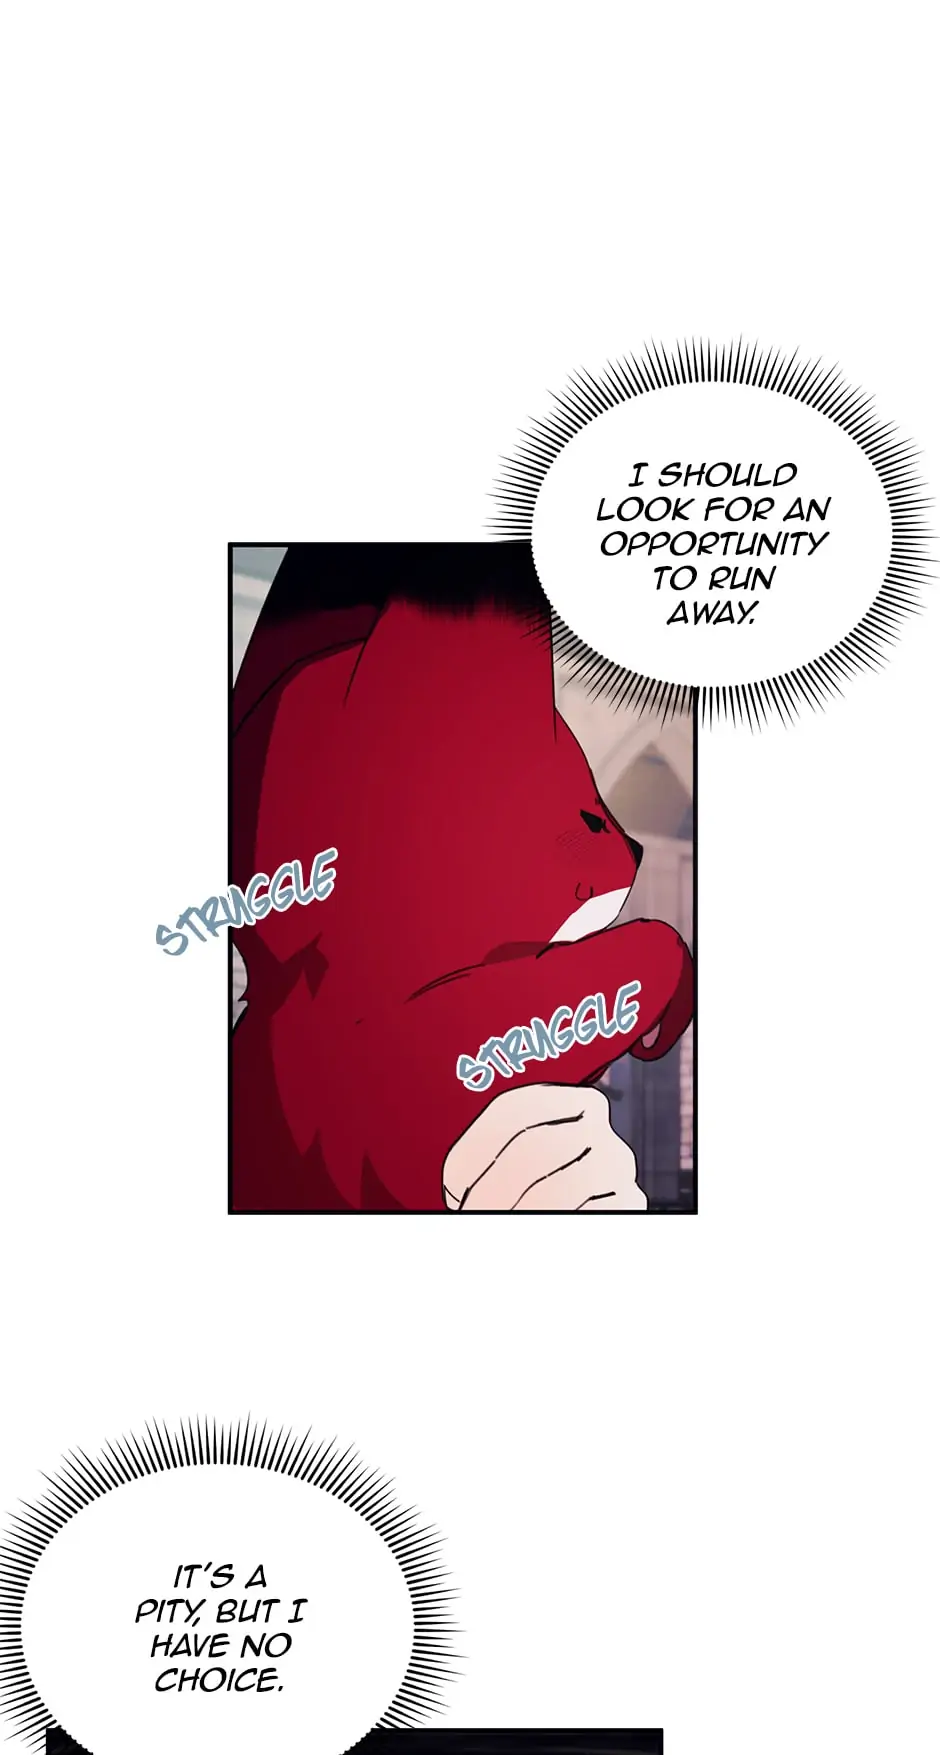 I SHOULD
LOOK FOR AN
OPPORTUNITY
TO RUN
AWAY.
STRUGGLE
STRUGGLE
IT'S A
PITY, BUT I
HAVE NO
CHOICE.